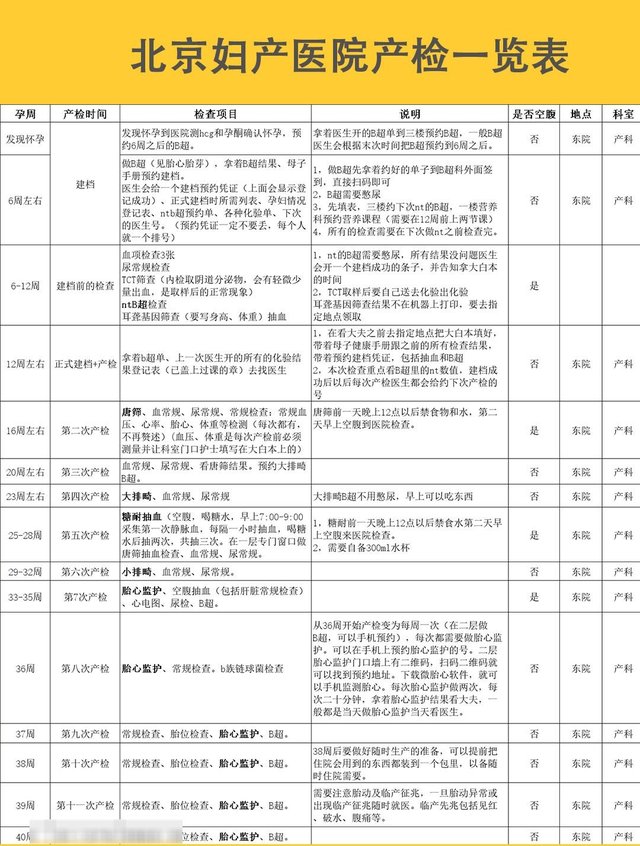 北京妇产医院产检一览表
孕周 产检时间 检查项目 说明 是否空腹 地点 科室
发现怀孕
建档
发现怀孕到医院测hcg和孕酮确认怀孕，预
约6周之后的B超。
拿着医生开的B超单到三楼预约B超，一般B超
医生会根据末次时间把B超预约到6周之后。
否 东院 产科
6周左右
做B超（见胎心胎芽），拿着B超结果、母子
手册预约建档。
医生会给一个建档预约凭证（上面会显示登
记成功）、正式建档时所需列表、孕妇情况
登记表、ntb超预约单、各种化验单、下次
的医生号。（预约凭证一定不要丢，每个人
就一个排号）
1，做B超先拿着约好的单子到B超科外面签
到，直接扫码即可
2，B超需要憋尿
3，先填表，三楼约下次nt的B超，一楼营养
科预约营养课程（需要在12周前上两节课）
4，所有的检查需要在下次做nt之前检查完。
否 东院 产科
6-12周 建档前的检查
血项检查3张
尿常规检查
TCT筛查（内检取阴道分泌物，会有轻微少
量出血，是取样后的正常现象）
ntB超检查
耳聋基因筛查（要写身高、体重）抽血
1，nt的B超需要憋尿，所有结果没问题医生
会开一个建档成功的条子，并告知拿大白本
的时间
2，TCT取样后要自己送去化验出化验
耳聋基因筛查结果不在机器上打印，要去指
定地点领取
是 东院 产科
12周左右 正式建档+产检
拿着b超单、上一次医生开的所有的化验结
果登记表（已盖上过课的章）去找医生
1，在看大夫之前去指定地点把大白本填好，
带着母子健康手册跟之前的所有检查结果，
带着预约建档凭证，包括抽血和B超
2，本次检查重点看B超里的nt数值，建档成
功后以后每次产检医生都会给约下次产检的
号
否 东院 产科
16周左右 第二次产检
唐筛、血常规、尿常规、常规检查；常规血
压、心率、胎心、体重等检测（每次都有，
不再赘述）（血压、体重是每次产检前必须
测量并让科室门口护士填写在大白本上的）
唐筛前一天晚上12点以后禁食物和水，第二
天早上空腹到医院检查。
是 东院 产科
20周左右 第三次产检
血常规、尿常规、看唐筛结果。预约大排畸
B超。
否 东院 产科
23周左右 第四次产检 大排畸、血常规、尿常规 大排畸B超不用憋尿，早上可以吃东西 否 东院 产科
25-28周 第五次产检
糖耐抽血（空腹，喝糖水，早上7:00-9:00
采集第一次静脉血，每隔一小时抽血，喝糖
水后抽两次，共抽三次。在一层专门窗口做
唐筛抽血检查、血常规、尿常规。
1，糖耐前一天晚上12点以后禁食水第二天早
上空腹来医院检查。
2，需要自备300ml水杯
是 东院 产科
29-32周 第六次产检 小排畸、血常规、尿常规。 否 东院 产科
33-35周 第7次产检
胎心监护、空腹抽血（包括肝脏常规检查）
、心电图、尿检、B超。
是 东院 产科
36周 第八次产检 胎心监护、常规检查。b族链球菌检查
从36周开始产检变为每周一次（在二层做
B超，可以手机预约），每次都需要做胎心监
护。可以在手机上预约胎心监护的号。二层
胎心监护门口墙上有二维码，扫码二维码就
可以找到预约地址。下载微胎心软件，就可
以手机监测胎心。每次胎心监护做两次，每
次二十分钟，拿着胎心监护结果看大夫，一
般都是当天做胎心监护当天看医生。
否 东院 产科
37周 第九次产检 常规检查、胎位检查、胎心监护、B超。 否 东院 产科
38周 第十次产检 常规检查、胎位检查、胎心监护、B超。
38周后要做好随时生产的准备，可以提前把
住院会用到的东西都装到一个包里，以备随
时住院需要。
否 东院 产科
39周 第十一次产检 常规检查、胎位检查、胎心监护、B超。
需要注意胎动及临产征兆，一旦胎动异常或
出现临产征兆随时就医。临产先兆包括见红
、破水、腹痛等。
否 东院 产科
40周 位检查、胎心监护、B超。 否 东院 产科